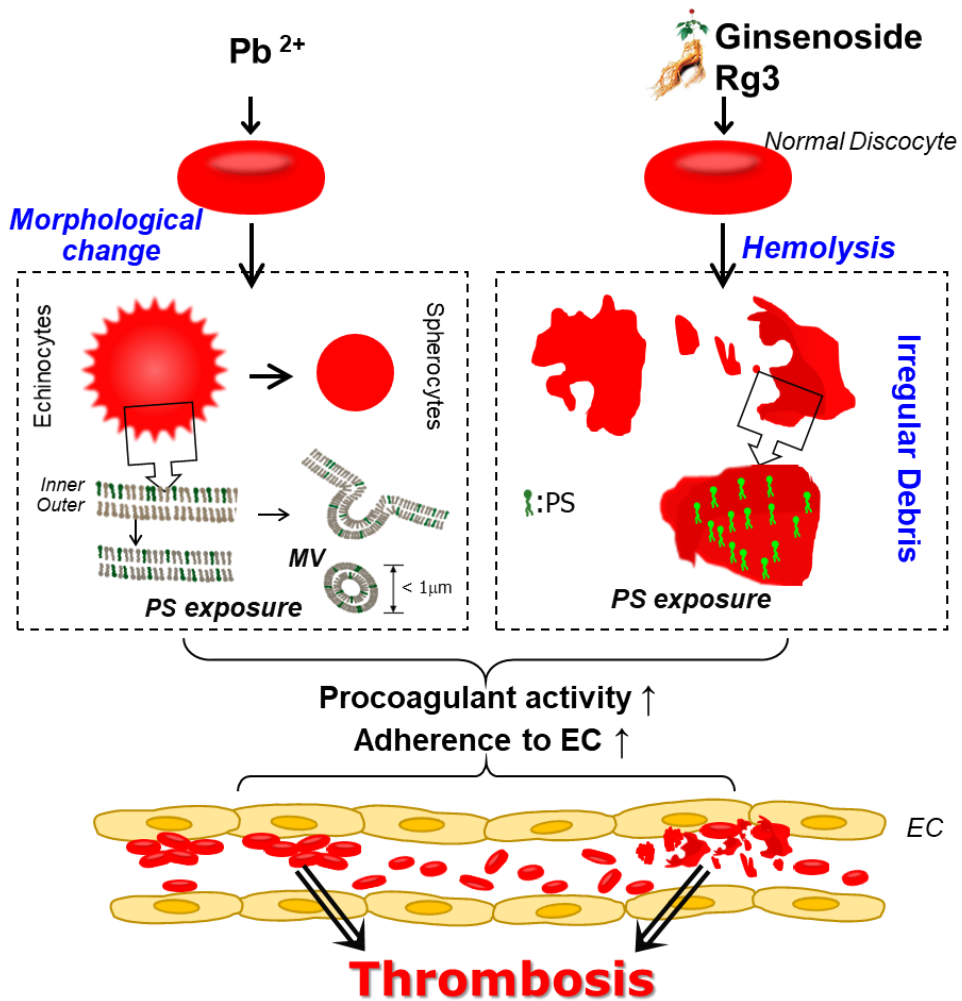 Pb 2+
Ginsenoside
Rg3
Normal Discocyte
Morphological
change
Hemolysis
Echinocytes
Spherocytes
Irregular Debris
Inner
Outer
MV
< 1μm
PS exposure
:PS
PS exposure
Procoagulant activity ↑
Adherence to EC ↑
EC
Thrombosis